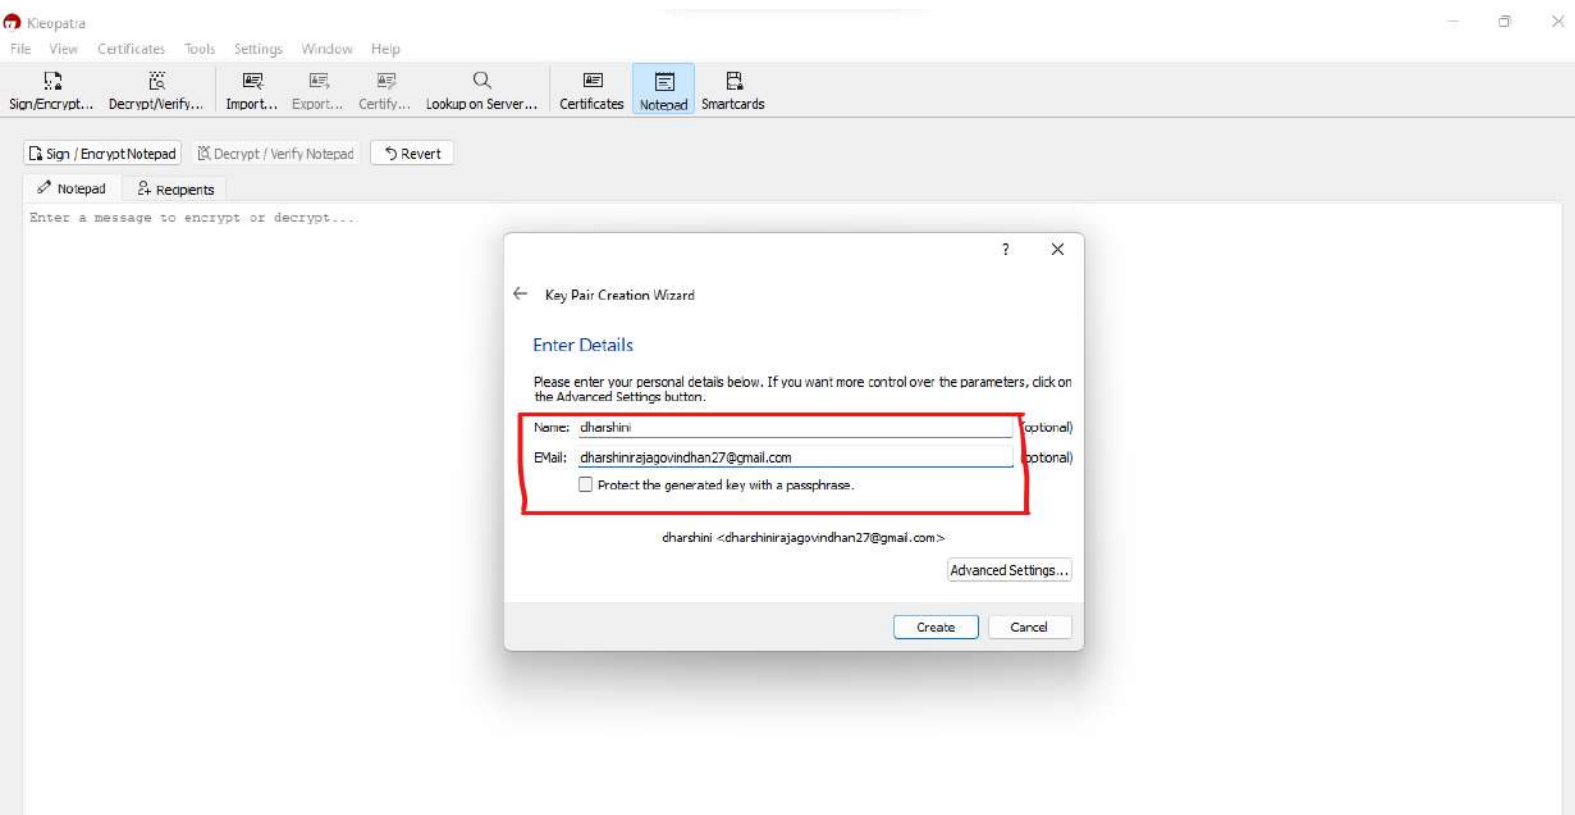 Kleopatra
File View Certificates Tools Settings Window Help
Sign/Encrypt... Decrypt/Verify... Import... Export... Certify... Lookup on Server... Certificates Notepad Smartcards
Sign / Encrypt Notepad Decrypt / Verify Notepad Revert
Notepad Recipients
Enter a message to encrypt or decrypt...
?
Key Pair Creation Wizard
Enter Details
Please enter your personal details below. If you want more control over the parameters, click on
the Advanced Settings button.
Name: dharshini (optional)
EMail: dharshinirajagovindhan27@gmail.com (optional)
Protect the generated key with a passphrase.
dharshini <dharshinirajagovindhan27@gmail.com>
Advanced Settings...
Create Cancel